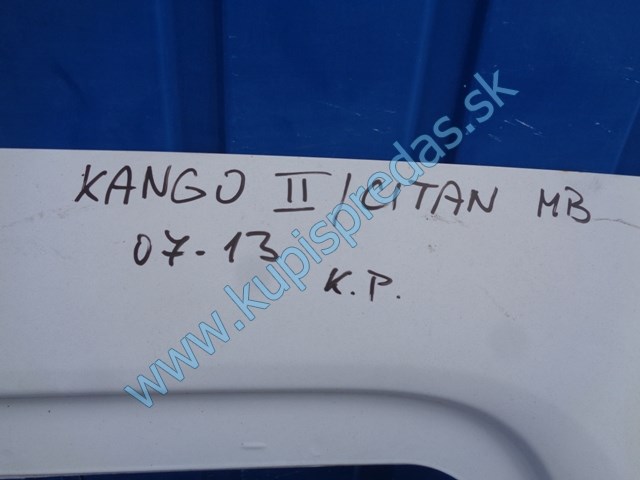 KANGO II / CITAN MB
07-13
K.P.
www.kupispredas.sk